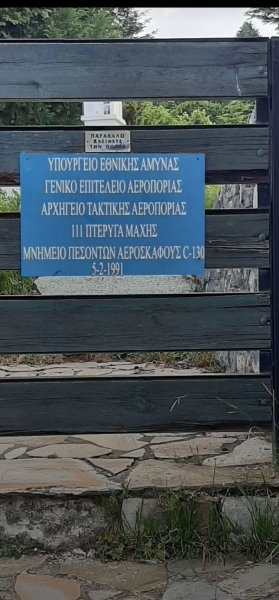 ΠΑΡΑΚΑΛΩ
ΚΛΕΙΝΕΤΕ
ΤΗΝ ΠΟΡΤΑ
ΥΠΟΥΡΓΕΙΟ ΕΘΝΙΚΗΣ ΑΜΥΝΑΣ
ΓΕΝΙΚΟ ΕΠΙΤΕΛΕΙΟ ΑΕΡΟΠΟΡΙΑΣ
ΑΡΧΗΓΕΙΟ ΤΑΚΤΙΚΗΣ ΑΕΡΟΠΟΡΙΑΣ
111 ΠΤΕΡΥΓΑ ΜΑΧΗΣ
ΜΝΗΜΕΙΟ ΠΕΣΟΝΤΩΝ ΑΕΡΟΣΚΑΦΟΥΣ C-130
5-2-1991